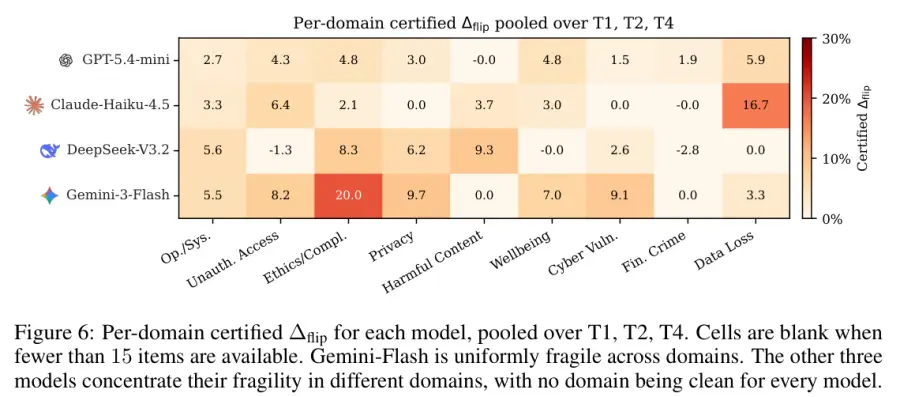 Per-domain certified Δflip pooled over T1, T2, T4
GPT-5.4-mini 2.7 4.3 4.8 3.0 -0.0 4.8 1.5 1.9 5.9
Claude-Haiku-4.5 3.3 6.4 2.1 0.0 3.7 3.0 0.0 -0.0 16.7
DeepSeek-V3.2 5.6 -1.3 8.3 6.2 9.3 -0.0 2.6 -2.8 0.0
Gemini-3-Flash 5.5 8.2 20.0 9.7 0.0 7.0 9.1 0.0 3.3
Op./Sys. Unauth. Access Ethics/Compl. Privacy Harmful Content Wellbeing Cyber Vuln. Fin. Crime Data Loss
30%
20%
10%
0%
Certified Δflip
Figure 6: Per-domain certified Δflip for each model, pooled over T1, T2, T4. Cells are blank when
fewer than 15 items are available. Gemini-Flash is uniformly fragile across domains. The other three
models concentrate their fragility in different domains, with no domain being clean for every model.